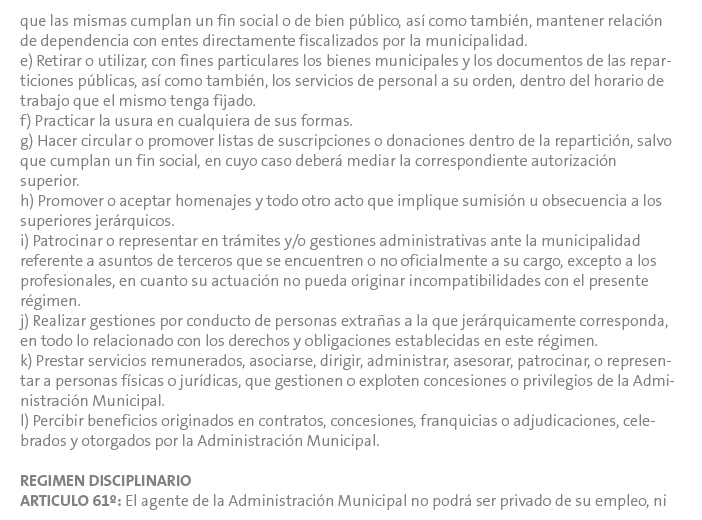 que las mismas cumplan un fin social o de bien público, así como también, mantener relación
de dependencia con entes directamente fiscalizados por la municipalidad.
e) Retirar o utilizar, con fines particulares los bienes municipales y los documentos de las repar-
ticiones públicas, así como también, los servicios de personal a su orden, dentro del horario de
trabajo que el mismo tenga fijado.
f) Practicar la usura en cualquiera de sus formas.
g) Hacer circular o promover listas de suscripciones o donaciones dentro de la repartición, salvo
que cumplan un fin social, en cuyo caso deberá mediar la correspondiente autorización
superior.
h) Promover o aceptar homenajes y todo otro acto que implique sumisión u obsecuencia a los
superiores jerárquicos.
i) Patrocinar o representar en trámites y/o gestiones administrativas ante la municipalidad
referente a asuntos de terceros que se encuentren o no oficialmente a su cargo, excepto a los
profesionales, en cuanto su actuación no pueda originar incompatibilidades con el presente
régimen.
j) Realizar gestiones por conducto de personas extrañas a la que jerárquicamente corresponda,
en todo lo relacionado con los derechos y obligaciones establecidas en este régimen.
k) Prestar servicios remunerados, asociarse, dirigir, administrar, asesorar, patrocinar, o represen-
tar a personas físicas o jurídicas, que gestionen o exploten concesiones o privilegios de la Admi-
nistración Municipal.
l) Percibir beneficios originados en contratos, concesiones, franquicias o adjudicaciones, cele-
brados y otorgados por la Administración Municipal.
REGIMEN DISCIPLINARIO
ARTICULO 61º: El agente de la Administración Municipal no podrá ser privado de su empleo, ni